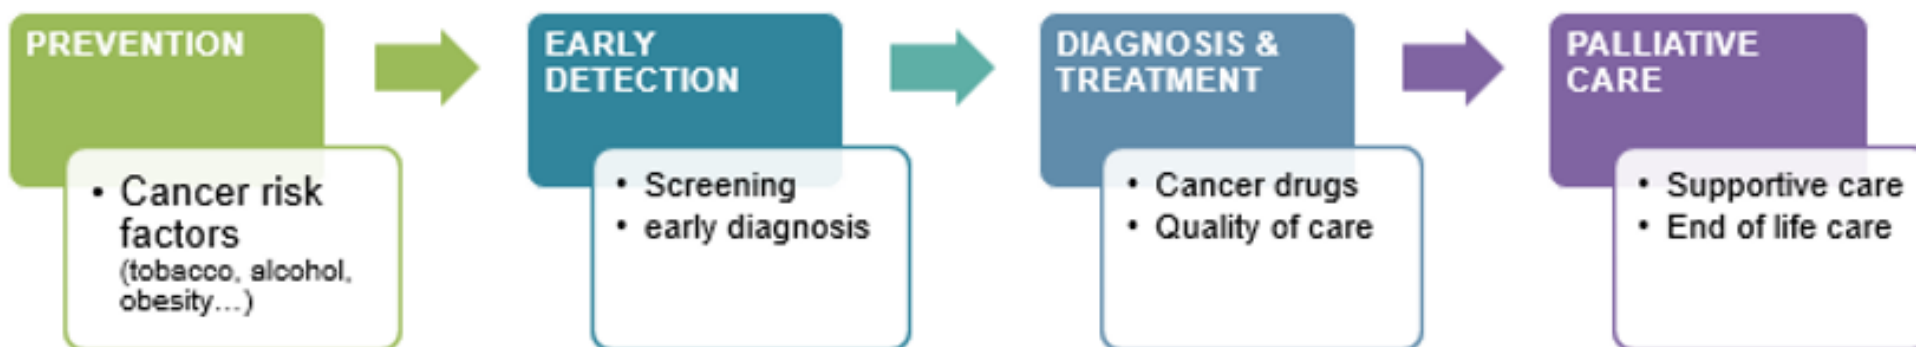 PREVENTION
• Cancer risk
factors
(tobacco, alcohol,
obesity...)
EARLY
DETECTION
• Screening
• early diagnosis
DIAGNOSIS &
TREATMENT
• Cancer drugs
• Quality of care
PALLIATIVE
CARE
• Supportive care
• End of life care